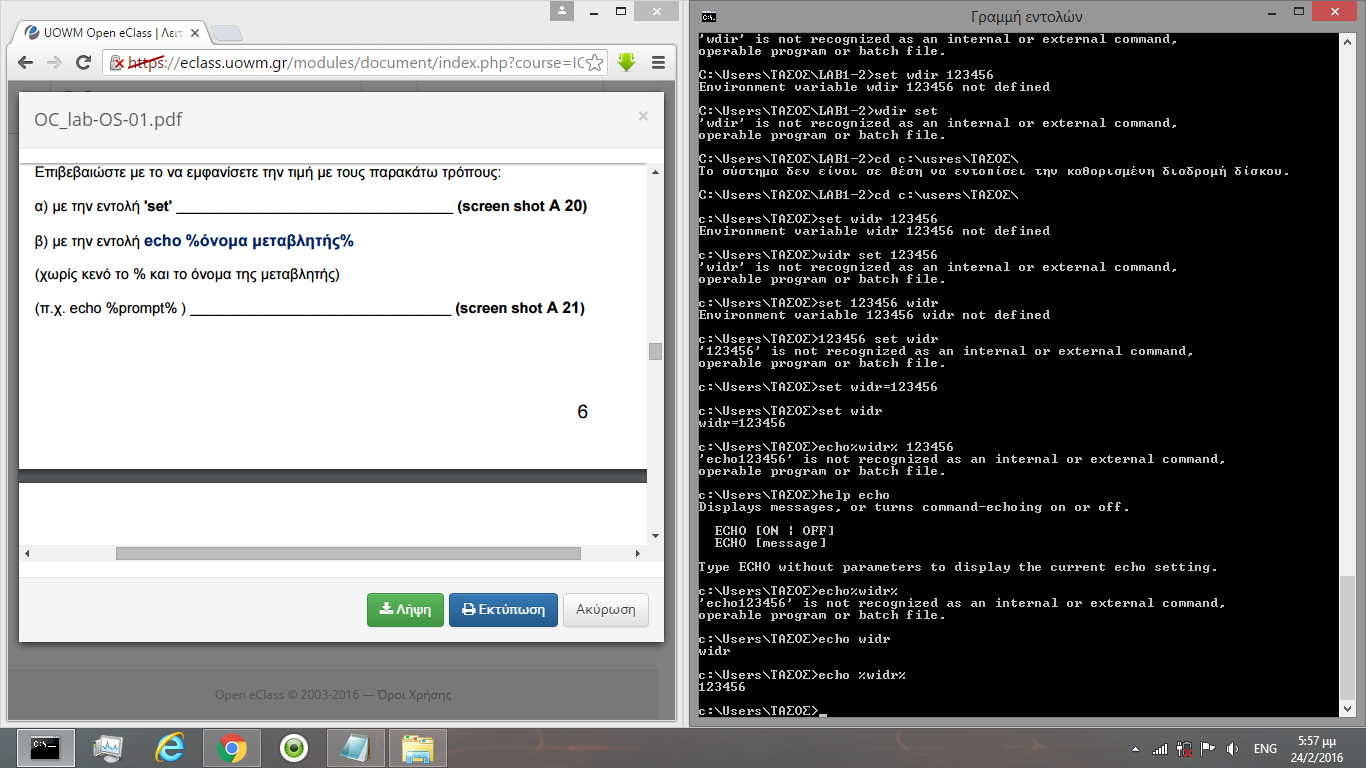 UOWM Open eClass | Λειτ
https://eclass.uowm.gr/modules/document/index.php?course=IC
OC_lab-OS-01.pdf
×
Επιβεβαιώστε με το να εμφανίσετε την τιμή με τους παρακάτω τρόπους:
α) με την εντολή 'set' __________________________________ (screen shot A 20)
β) με την εντολή echo %όνομα μεταβλητής%
(χωρίς κενό το % και το όνομα της μεταβλητής)
(π.χ. echo %prompt% ) ________________________________ (screen shot A 21)
6
Λήψη
Εκτύπωση
Ακύρωση
Open eClass © 2003-2016 — Όροι Χρήσης
Γραμμή εντολών
'wdir' is not recognized as an internal or external command,
operable program or batch file.
C:\Users\ΤΑΣΟΣ\LAB1-2>set wdir 123456
Environment variable wdir 123456 not defined
C:\Users\ΤΑΣΟΣ\LAB1-2>wdir set
'wdir' is not recognized as an internal or external command,
operable program or batch file.
C:\Users\ΤΑΣΟΣ\LAB1-2>cd c:\usres\ΤΑΣΟΣ\
Το σύστημα δεν είναι σε θέση να εντοπίσει την καθορισμένη διαδρομή δίσκου.
C:\Users\ΤΑΣΟΣ\LAB1-2>cd c:\users\ΤΑΣΟΣ\
c:\Users\ΤΑΣΟΣ>set widr 123456
Environment variable widr 123456 not defined
c:\Users\ΤΑΣΟΣ>widr set 123456
'widr' is not recognized as an internal or external command,
operable program or batch file.
c:\Users\ΤΑΣΟΣ>set 123456 widr
Environment variable 123456 widr not defined
c:\Users\ΤΑΣΟΣ>123456 set widr
'123456' is not recognized as an internal or external command,
operable program or batch file.
c:\Users\ΤΑΣΟΣ>set widr=123456
c:\Users\ΤΑΣΟΣ>set widr
widr=123456
c:\Users\ΤΑΣΟΣ>echo%widr% 123456
'echo123456' is not recognized as an internal or external command,
operable program or batch file.
c:\Users\ΤΑΣΟΣ>help echo
Displays messages, or turns command-echoing on or off.
ECHO [ON | OFF]
ECHO [message]
Type ECHO without parameters to display the current echo setting.
c:\Users\ΤΑΣΟΣ>echo%widr%
'echo123456' is not recognized as an internal or external command,
operable program or batch file.
c:\Users\ΤΑΣΟΣ>echo widr
widr
c:\Users\ΤΑΣΟΣ>echo %widr%
123456
c:\Users\ΤΑΣΟΣ>_
ENG
5:57 μμ
24/2/2016